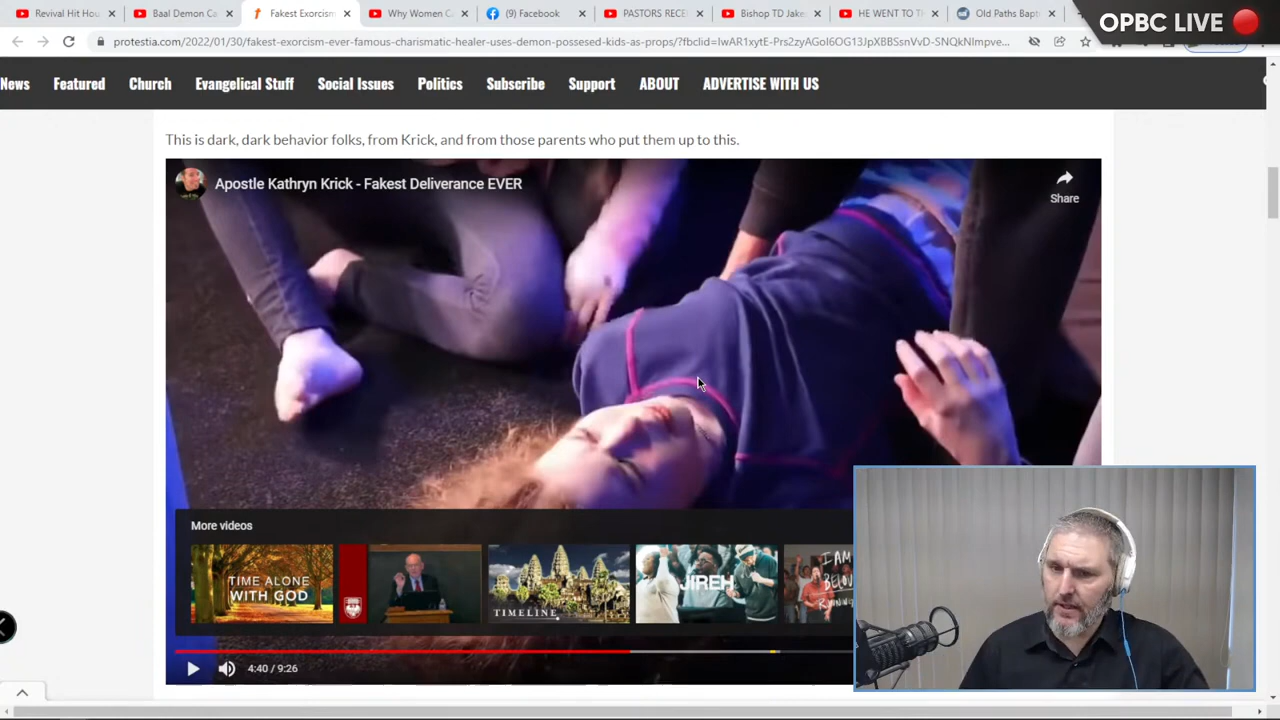 Revival Hit Hou
Baal Demon Ca
Fakest Exorcism
Why Women C
(9) Facebook
PASTORS RECE
Bishop TD Jake
HE WENT TO T
Old Paths Bapt
OPBC LIVE
protestia.com/2022/01/30/fakest-exorcism-ever-famous-charismatic-healer-uses-demon-possesed-kids-as-props/?fbclid=IwAR1xytE-Prs2zyAGoI6OG13JpXBBSsnVvD-SNQkNImpve...
News Featured Church Evangelical Stuff Social Issues Politics Subscribe Support ABOUT ADVERTISE WITH US
This is dark, dark behavior folks, from Krick, and from those parents who put them up to this.
Apostle Kathryn Krick - Fakest Deliverance EVER
Share
More videos
TIME ALONE
WITH GOD
TIMELINE
JIREH
I AM
4:40 / 9:26